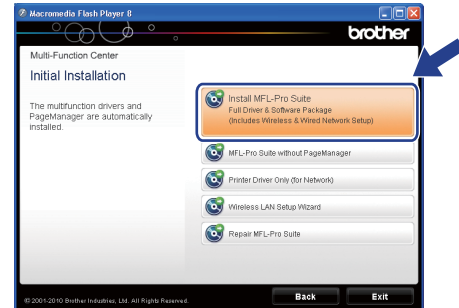 Macromedia Flash Player 8
brother
Multi-Function Center
Initial Installation
The multifunction drivers and
PageManager are automatically
installed.
Install MFL-Pro Suite
Full Driver & Software Package
(Includes Wireless & Wired Network Setup)
MFL-Pro Suite without PageManager
Printer Driver Only (for Network)
Wireless LAN Setup Wizard
Repair MFL-Pro Suite
© 2001-2010 Brother Industries, Ltd. All Rights Reserved.
Back
Exit